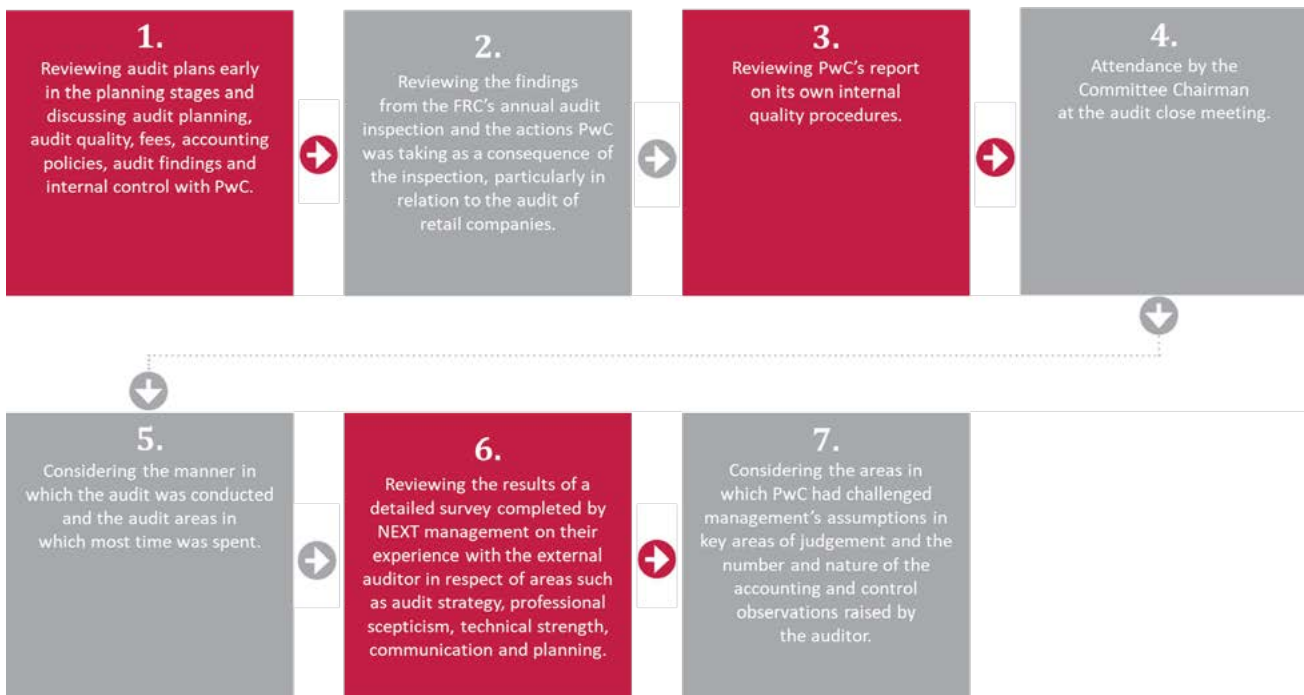 1.
Reviewing audit plans early
in the planning stages and
discussing audit planning,
audit quality, fees, accounting
policies, audit findings and
internal control with PwC.
2.
Reviewing the findings
from the FRC's annual audit
inspection and the actions PwC
was taking as a consequence of
the inspection, particularly in
relation to the audit of
retail companies.
3.
Reviewing PwC's report
on its own internal
quality procedures.
4.
Attendance by the
Committee Chairman
at the audit close meeting.
5.
Considering the manner in
which the audit was conducted
and the audit areas in
which most time was spent.
6.
Reviewing the results of a
detailed survey completed by
NEXT management on their
experience with the external
auditor in respect of areas such
as audit strategy, professional
scepticism, technical strength,
communication and planning.
7.
Considering the areas in
which PwC had challenged
management's assumptions in
key areas of judgement and the
number and nature of the
accounting and control
observations raised by
the auditor.